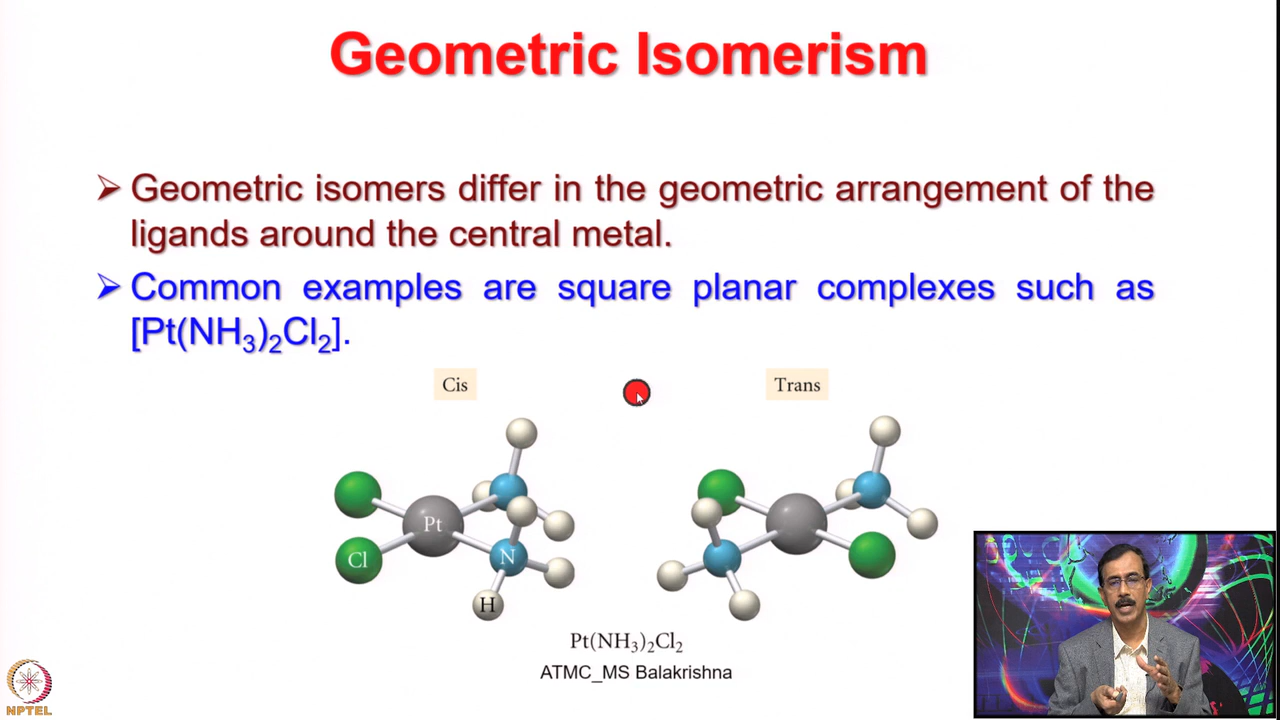 Geometric Isomerism
➢ Geometric isomers differ in the geometric arrangement of the
ligands around the central metal.
➢ Common examples are square planar complexes such as
[Pt(NH₃)₂Cl₂].
Cis
Trans
Pt
Cl
N
H
Pt(NH₃)₂Cl₂
ATMC_MS Balakrishna
NPTEL